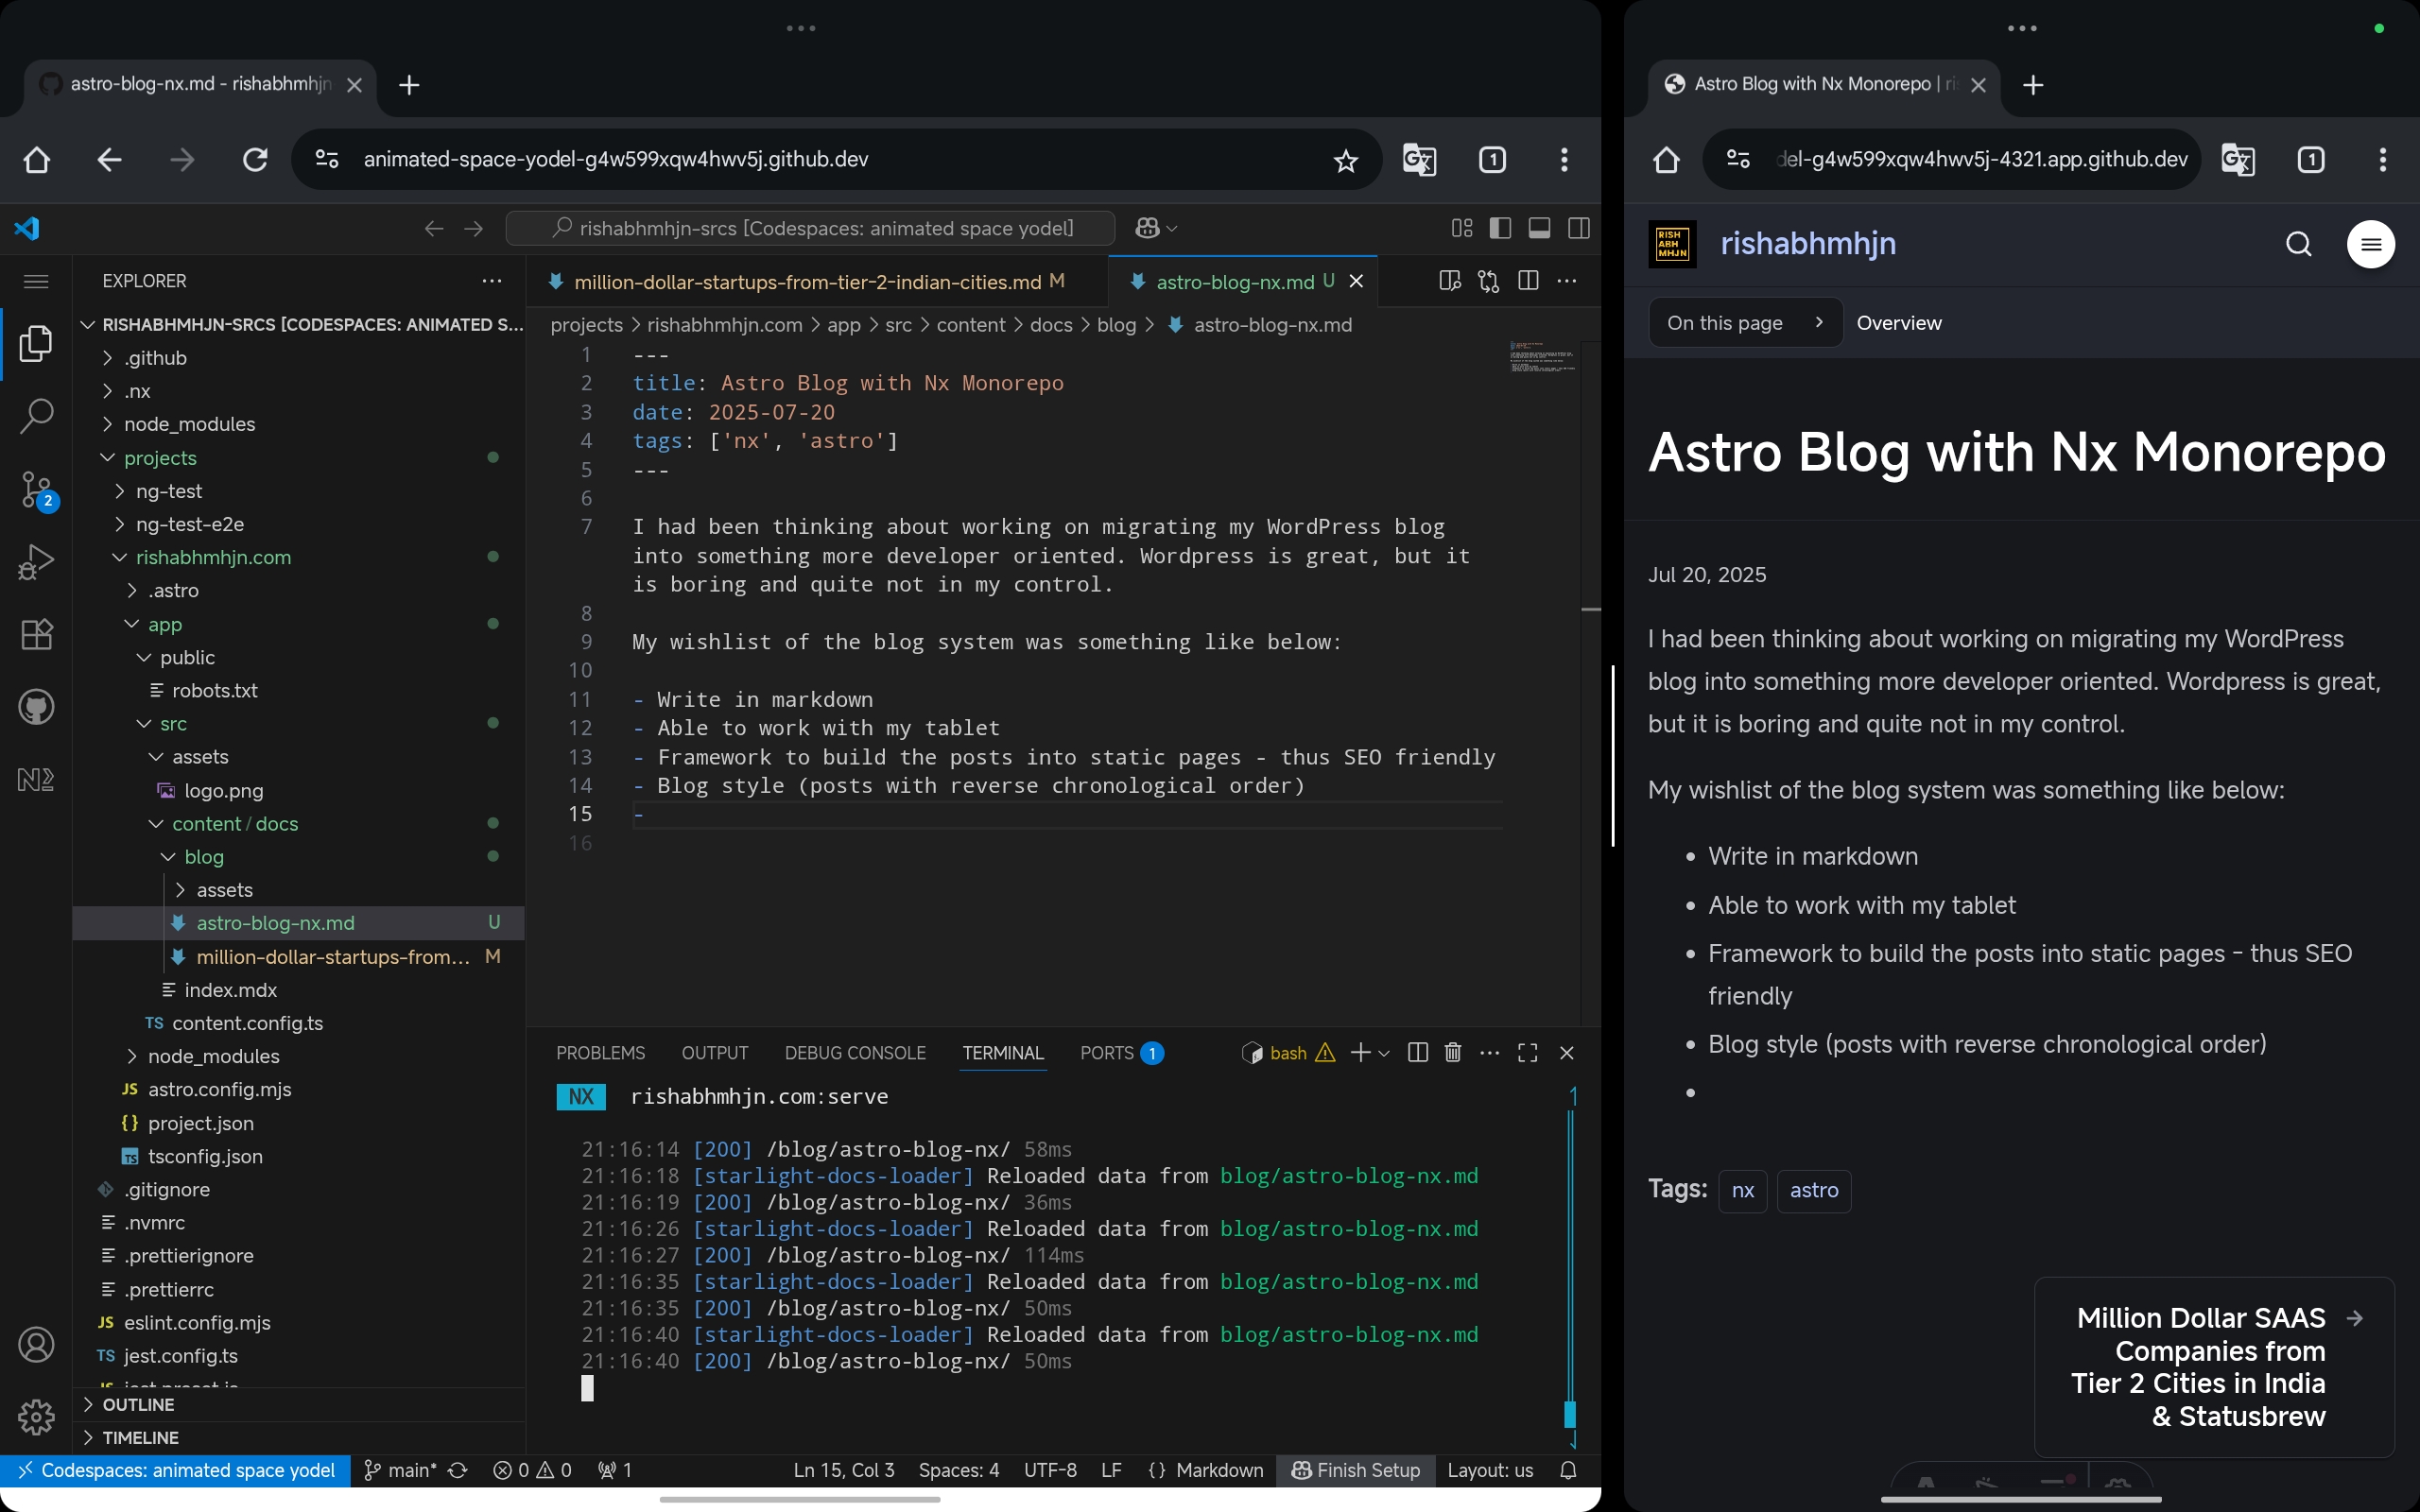 astro-blog-nx.md - rishabhmhjn
animated-space-yodel-g4w599xqw4hwv5j.github.dev
1
rishabhmhjn-srcs [Codespaces: animated space yodel]
EXPLORER
RISHABHMHJN-SRCS [CODESPACES: ANIMATED S...
.github
.nx
node_modules
projects
ng-test
ng-test-e2e
rishabhmhjn.com
.astro
app
public
robots.txt
src
assets
logo.png
content / docs
blog
assets
astro-blog-nx.md U
million-dollar-startups-from... M
index.mdx
TS content.config.ts
node_modules
JS astro.config.mjs
{} project.json
TS tsconfig.json
.gitignore
.nvmrc
.prettierignore
.prettierrc
JS eslint.config.mjs
TS jest.config.ts
OUTLINE
TIMELINE
2
million-dollar-startups-from-tier-2-indian-cities.md M
astro-blog-nx.md U
projects > rishabhmhjn.com > app > src > content > docs > blog > astro-blog-nx.md
1 ---
2 title: Astro Blog with Nx Monorepo
3 date: 2025-07-20
4 tags: ['nx', 'astro']
5 ---
6
7 I had been thinking about working on migrating my WordPress blog
into something more developer oriented. Wordpress is great, but it
is boring and quite not in my control.
8
9 My wishlist of the blog system was something like below:
10
11 - Write in markdown
12 - Able to work with my tablet
13 - Framework to build the posts into static pages - thus SEO friendly
14 - Blog style (posts with reverse chronological order)
15 -
16
PROBLEMS OUTPUT DEBUG CONSOLE TERMINAL PORTS 1
bash
NX rishabhmhjn.com:serve
21:16:14 [200] /blog/astro-blog-nx/ 58ms
21:16:18 [starlight-docs-loader] Reloaded data from blog/astro-blog-nx.md
21:16:19 [200] /blog/astro-blog-nx/ 36ms
21:16:26 [starlight-docs-loader] Reloaded data from blog/astro-blog-nx.md
21:16:27 [200] /blog/astro-blog-nx/ 114ms
21:16:35 [starlight-docs-loader] Reloaded data from blog/astro-blog-nx.md
21:16:35 [200] /blog/astro-blog-nx/ 50ms
21:16:40 [starlight-docs-loader] Reloaded data from blog/astro-blog-nx.md
21:16:40 [200] /blog/astro-blog-nx/ 50ms
Codespaces: animated space yodel main* 0 0 1 Ln 15, Col 3 Spaces: 4 UTF-8 LF {} Markdown Finish Setup Layout: us
Astro Blog with Nx Monorepo |
del-g4w599xqw4hwv5j-4321.app.github.dev
1
RISH
ABH
MHJN
rishabhmhjn
On this page > Overview
Astro Blog with Nx Monorepo
Jul 20, 2025
I had been thinking about working on migrating my WordPress
blog into something more developer oriented. Wordpress is great,
but it is boring and quite not in my control.
My wishlist of the blog system was something like below:
• Write in markdown
• Able to work with my tablet
• Framework to build the posts into static pages - thus SEO
friendly
• Blog style (posts with reverse chronological order)
•
Tags: nx astro
Million Dollar SAAS →
Companies from
Tier 2 Cities in India
& Statusbrew